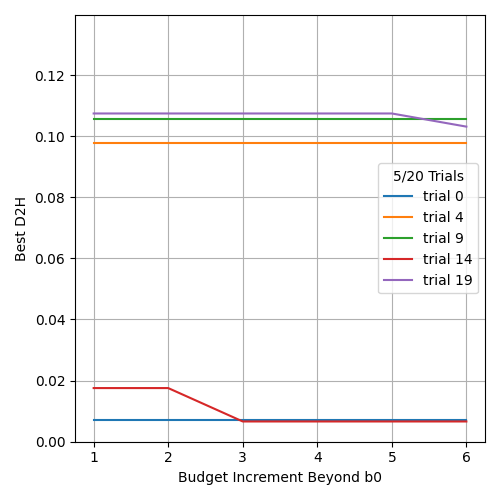 0.12
0.10
0.08
0.06
0.04
0.02
0.00
Best D2H
5/20 Trials
trial 0
trial 4
trial 9
trial 14
trial 19
1 2 3 4 5 6
Budget Increment Beyond b0